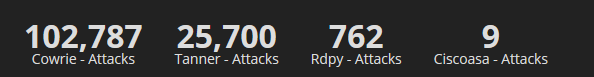 102,787 25,700 762 9
Cowrie - Attacks Tanner - Attacks Rdpy - Attacks Ciscoasa - Attacks